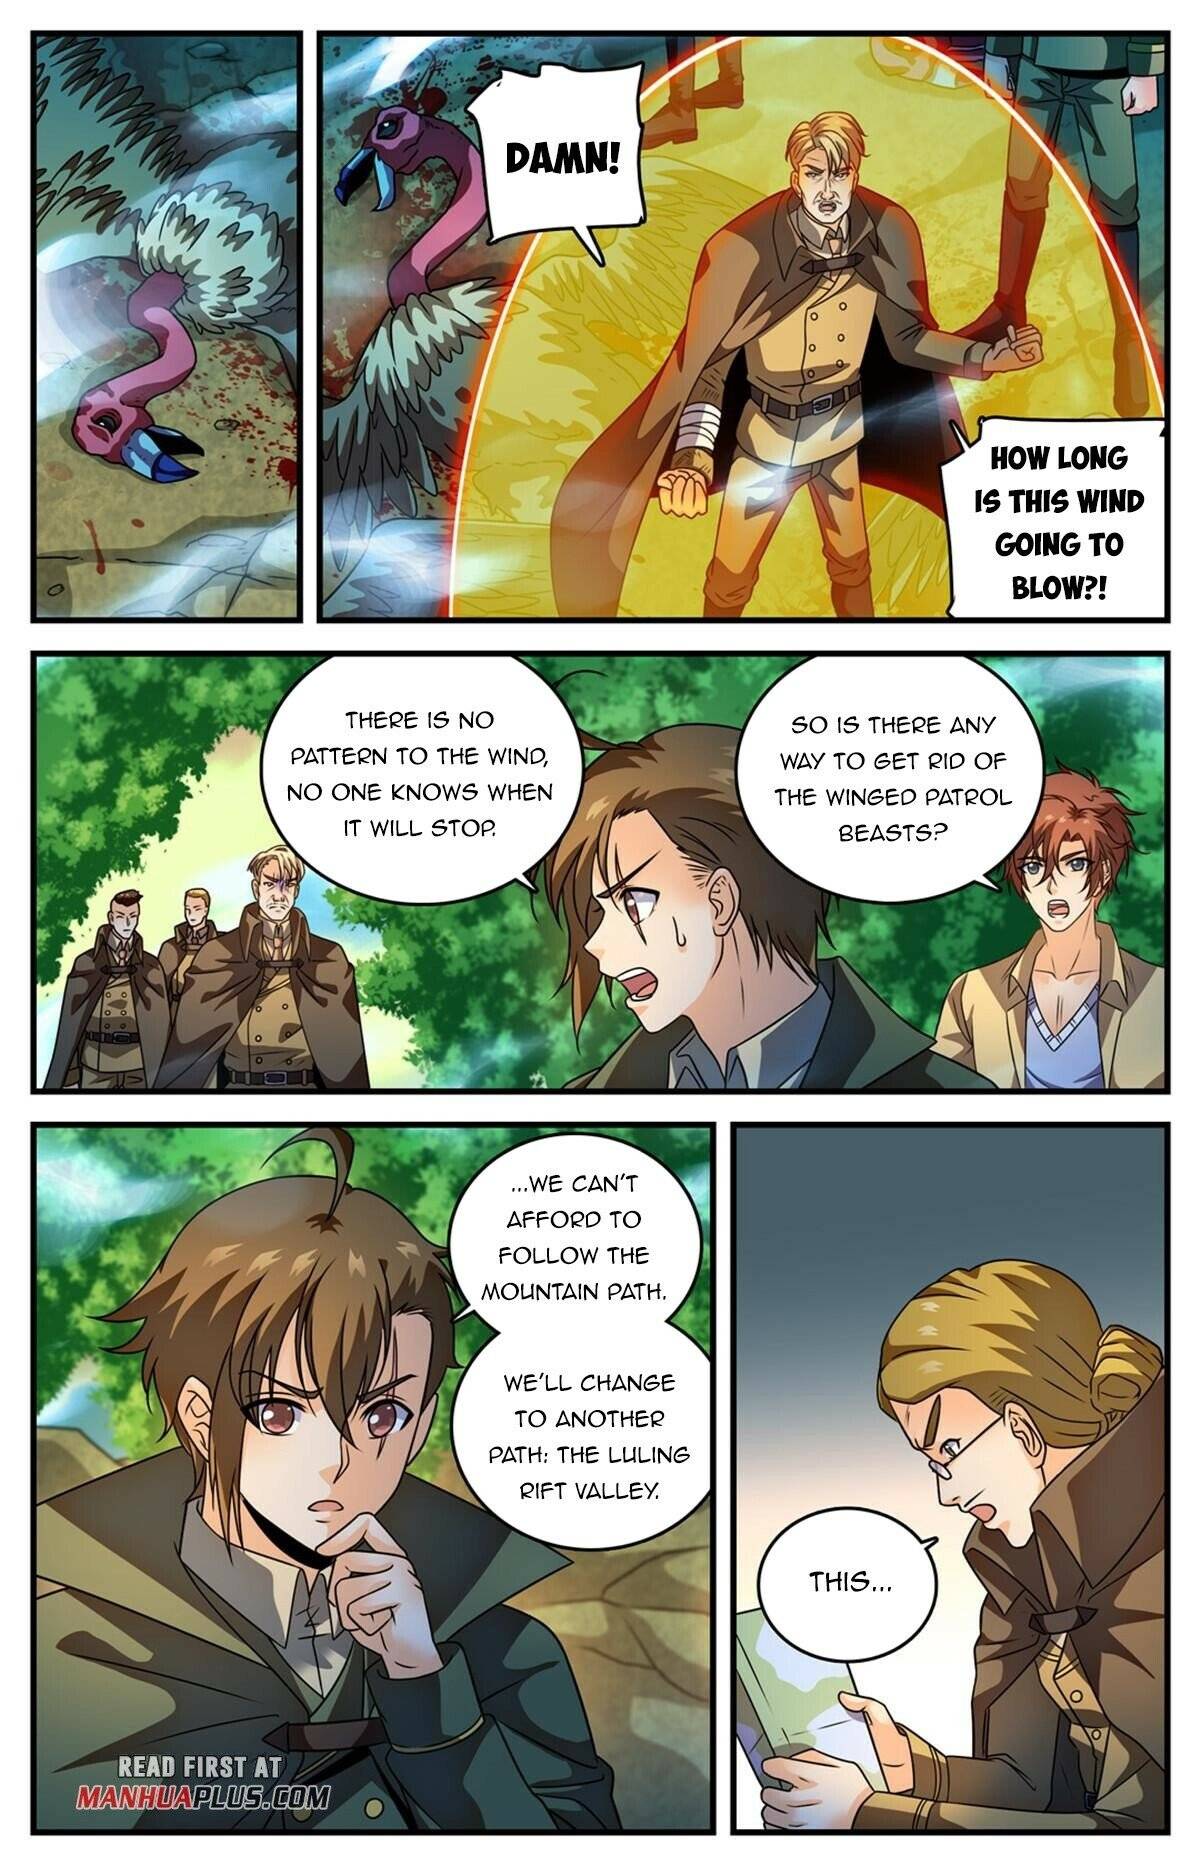 DAMN!
HOW LONG
IS THIS WIND
GOING TO
BLOW?!
THERE IS NO
PATTERN TO THE WIND,
NO ONE KNOWS WHEN
IT WILL STOP.
SO IS THERE ANY
WAY TO GET RID OF
THE WINGED PATROL
BEASTS?
...WE CAN'T
AFFORD TO
FOLLOW THE
MOUNTAIN PATH.
WE'LL CHANGE
TO ANOTHER
PATH: THE LULING
RIFT VALLEY.
THIS...
READ FIRST AT
MANHUAPLUS.COM